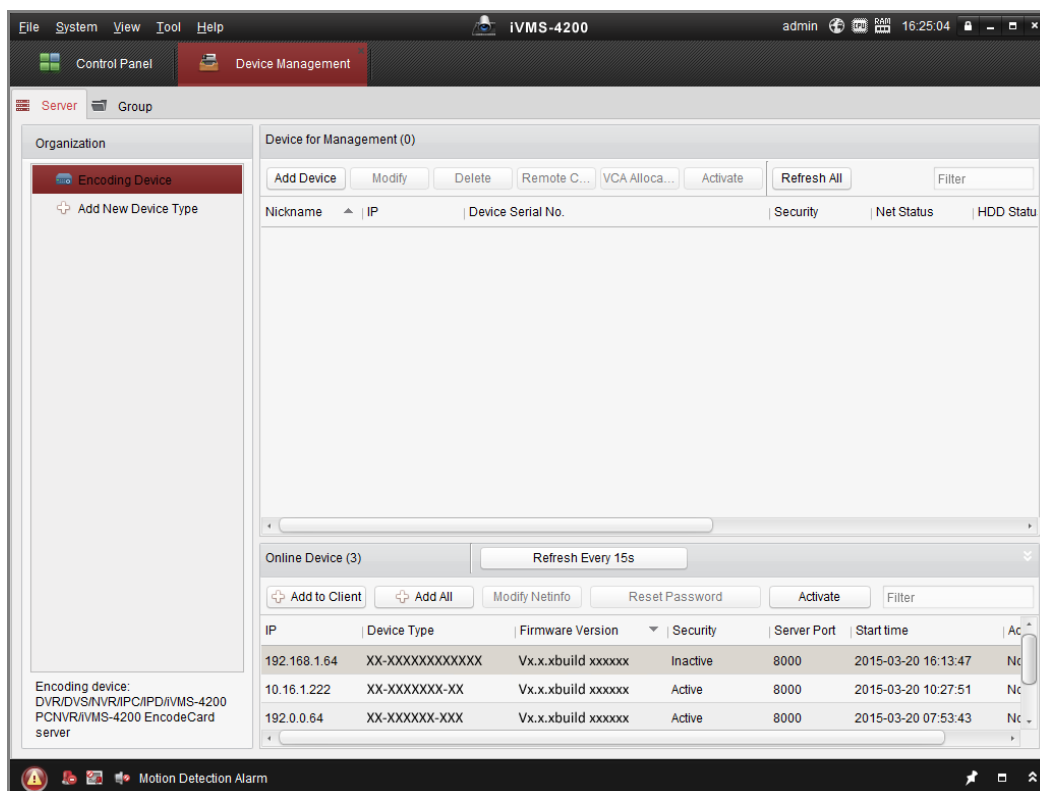 File System View Tool Help iVMS-4200 admin CPU RAM 16:25:04
Control Panel Device Management
Server Group
Organization
Encoding Device
Add New Device Type
Encoding device:
DVR/DVS/NVR/IPC/IPD/iVMS-4200
PCNVR/iVMS-4200 EncodeCard
server
Device for Management (0)
Add Device Modify Delete Remote C... VCA Alloca... Activate Refresh All Filter
Nickname IP Device Serial No. Security Net Status HDD Statu
Online Device (3) Refresh Every 15s
Add to Client Add All Modify Netinfo Reset Password Activate Filter
IP Device Type Firmware Version Security Server Port Start time Ad
192.168.1.64 XX-XXXXXXXXXXXX Vx.x.xbuild xxxxxx Inactive 8000 2015-03-20 16:13:47 No
10.16.1.222 XX-XXXXXXX-XX Vx.x.xbuild xxxxxx Active 8000 2015-03-20 10:27:51 No
192.0.0.64 XX-XXXXXX-XXX Vx.x.xbuild xxxxxx Active 8000 2015-03-20 07:53:43 No
Motion Detection Alarm